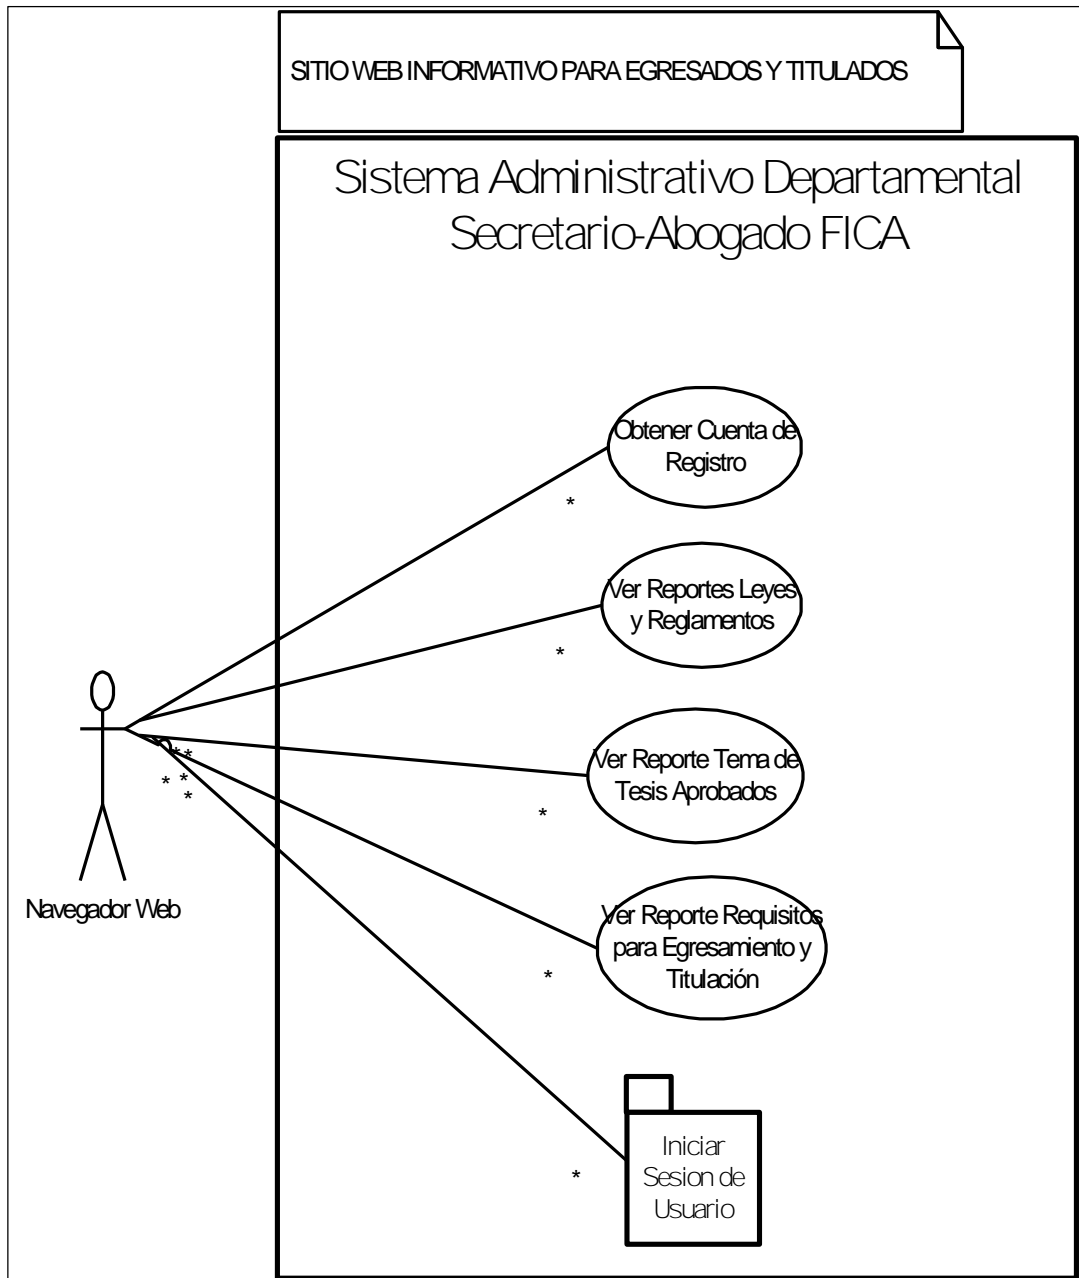 SITIO WEB INFORMATIVO PARA EGRESADOS Y TITULADOS
Sistema Administrativo Departamental
Secretario-Abogado FICA
Obtener Cuenta de
Registro
*
Ver Reportes Leyes
y Reglamentos
*
Ver Reporte Tema de
Tesis Aprobados
*
* *
* *
*
Navegador Web
Ver Reporte Requisitos
para Egresamiento y
Titulación
*
Iniciar
Sesion de
Usuario
*